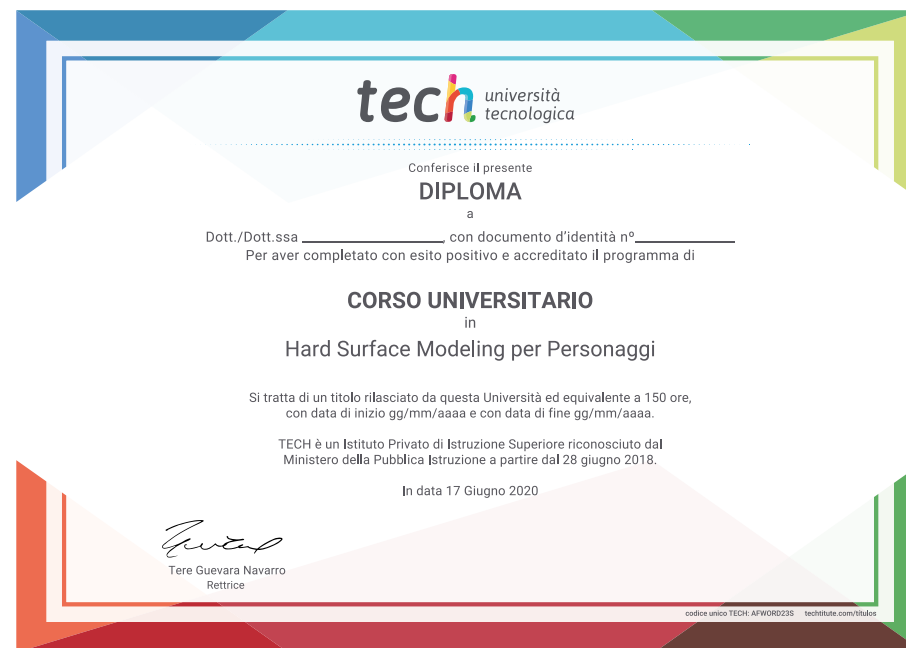 tech università
tecnologica
Conferisce il presente
DIPLOMA
a
Dott./Dott.ssa ____________________, con documento d'identità nº______________
Per aver completato con esito positivo e accreditato il programma di
CORSO UNIVERSITARIO
in
Hard Surface Modeling per Personaggi
Si tratta di un titolo rilasciato da questa Università ed equivalente a 150 ore,
con data di inizio gg/mm/aaaa e con data di fine gg/mm/aaaa.
TECH è un Istituto Privato di Istruzione Superiore riconosciuto dal
Ministero della Pubblica Istruzione a partire dal 28 giugno 2018.
In data 17 Giugno 2020
Tere Guevara Navarro
Rettrice
codice unico TECH: AFWORD23S techtitute.com/títulos